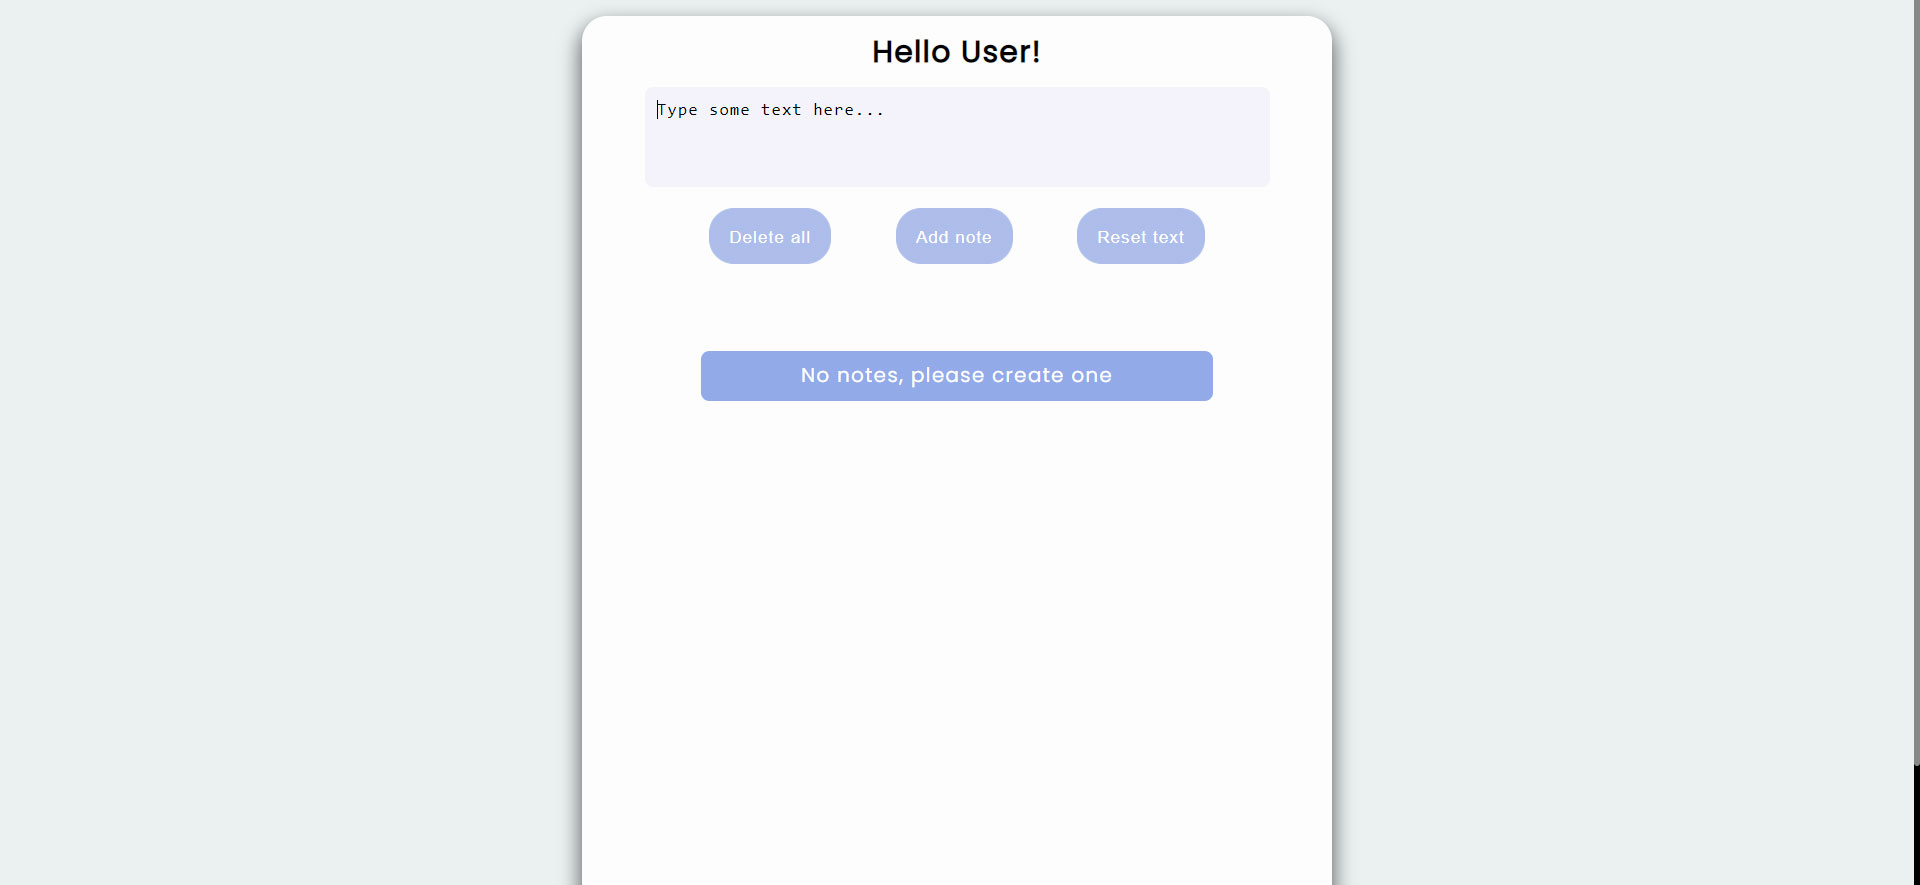 Hello User!
Type some text here...
Delete all
Add note
Reset text
No notes, please create one